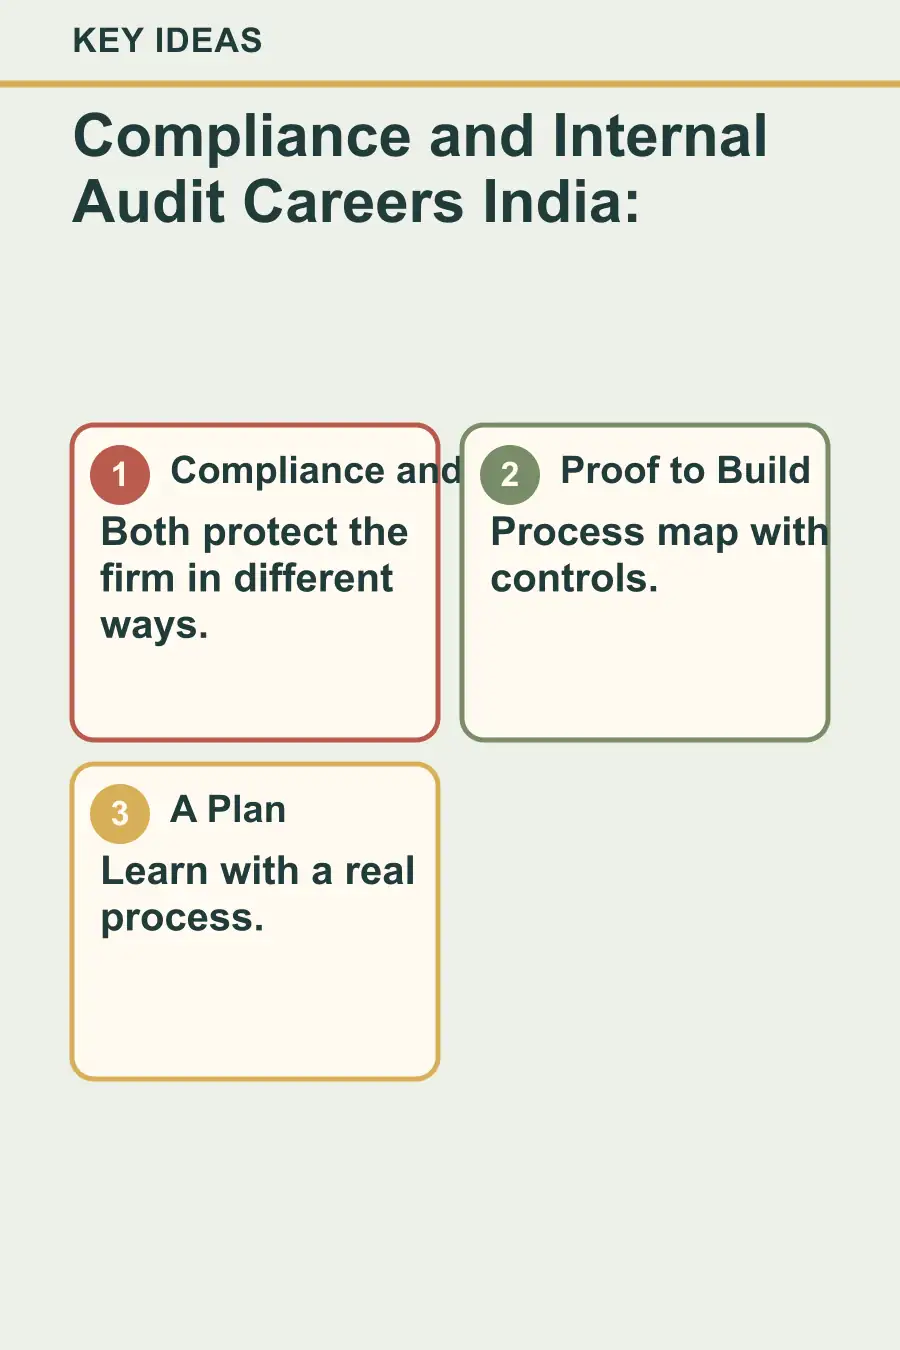 KEY IDEAS
Compliance and Internal
Audit Careers India:
1 Compliance and
Both protect the
firm in different
ways.
2 Proof to Build
Process map with
controls.
3 A Plan
Learn with a real
process.